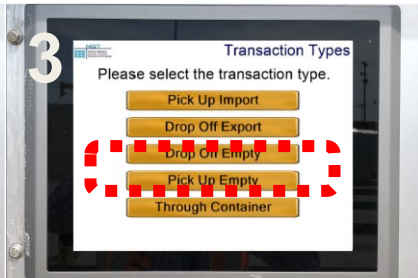 3
MGT
Transaction Types
Please select the transaction type.
Pick Up Import
Drop Off Export
Drop Off Empty
Pick Up Empty
Through Container